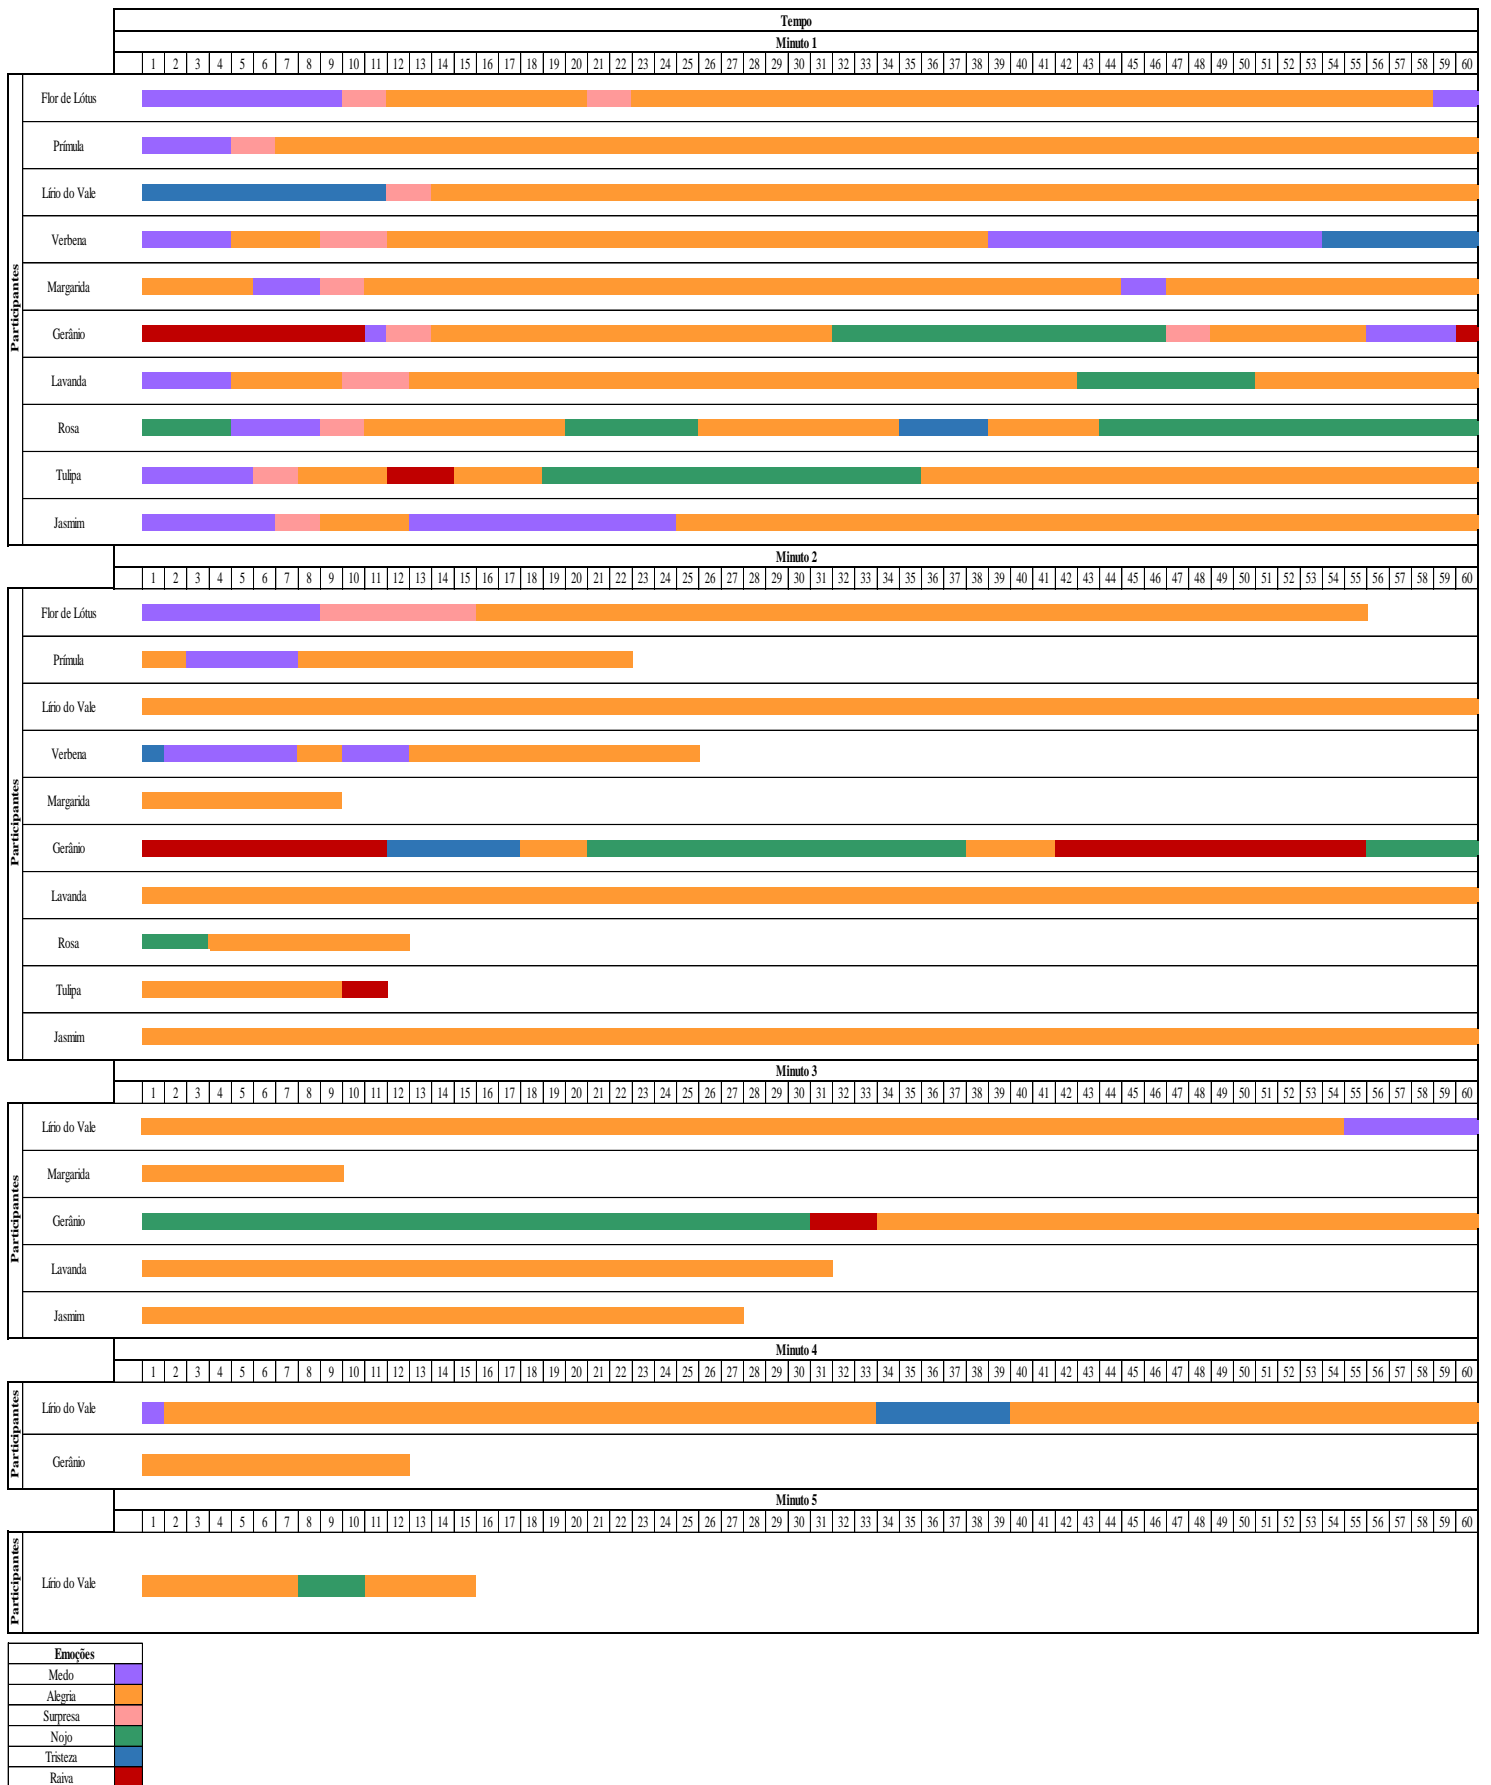 Tempo
Minuto 1
1 2 3 4 5 6 7 8 9 10 11 12 13 14 15 16 17 18 19 20 21 22 23 24 25 26 27 28 29 30 31 32 33 34 35 36 37 38 39 40 41 42 43 44 45 46 47 48 49 50 51 52 53 54 55 56 57 58 59 60
Participantes
Flor de Lótus
Prímula
Lírio do Vale
Verbena
Margarida
Gerânio
Lavanda
Rosa
Tulipa
Jasmim
Minuto 2
1 2 3 4 5 6 7 8 9 10 11 12 13 14 15 16 17 18 19 20 21 22 23 24 25 26 27 28 29 30 31 32 33 34 35 36 37 38 39 40 41 42 43 44 45 46 47 48 49 50 51 52 53 54 55 56 57 58 59 60
Participantes
Flor de Lótus
Prímula
Lírio do Vale
Verbena
Margarida
Gerânio
Lavanda
Rosa
Tulipa
Jasmim
Minuto 3
1 2 3 4 5 6 7 8 9 10 11 12 13 14 15 16 17 18 19 20 21 22 23 24 25 26 27 28 29 30 31 32 33 34 35 36 37 38 39 40 41 42 43 44 45 46 47 48 49 50 51 52 53 54 55 56 57 58 59 60
Participantes
Lírio do Vale
Margarida
Gerânio
Lavanda
Jasmim
Minuto 4
1 2 3 4 5 6 7 8 9 10 11 12 13 14 15 16 17 18 19 20 21 22 23 24 25 26 27 28 29 30 31 32 33 34 35 36 37 38 39 40 41 42 43 44 45 46 47 48 49 50 51 52 53 54 55 56 57 58 59 60
Participantes
Lírio do Vale
Gerânio
Minuto 5
1 2 3 4 5 6 7 8 9 10 11 12 13 14 15 16 17 18 19 20 21 22 23 24 25 26 27 28 29 30 31 32 33 34 35 36 37 38 39 40 41 42 43 44 45 46 47 48 49 50 51 52 53 54 55 56 57 58 59 60
Participantes
Lírio do Vale
Emoções
Medo
Alegria
Surpresa
Nojo
Tristeza
Raiva